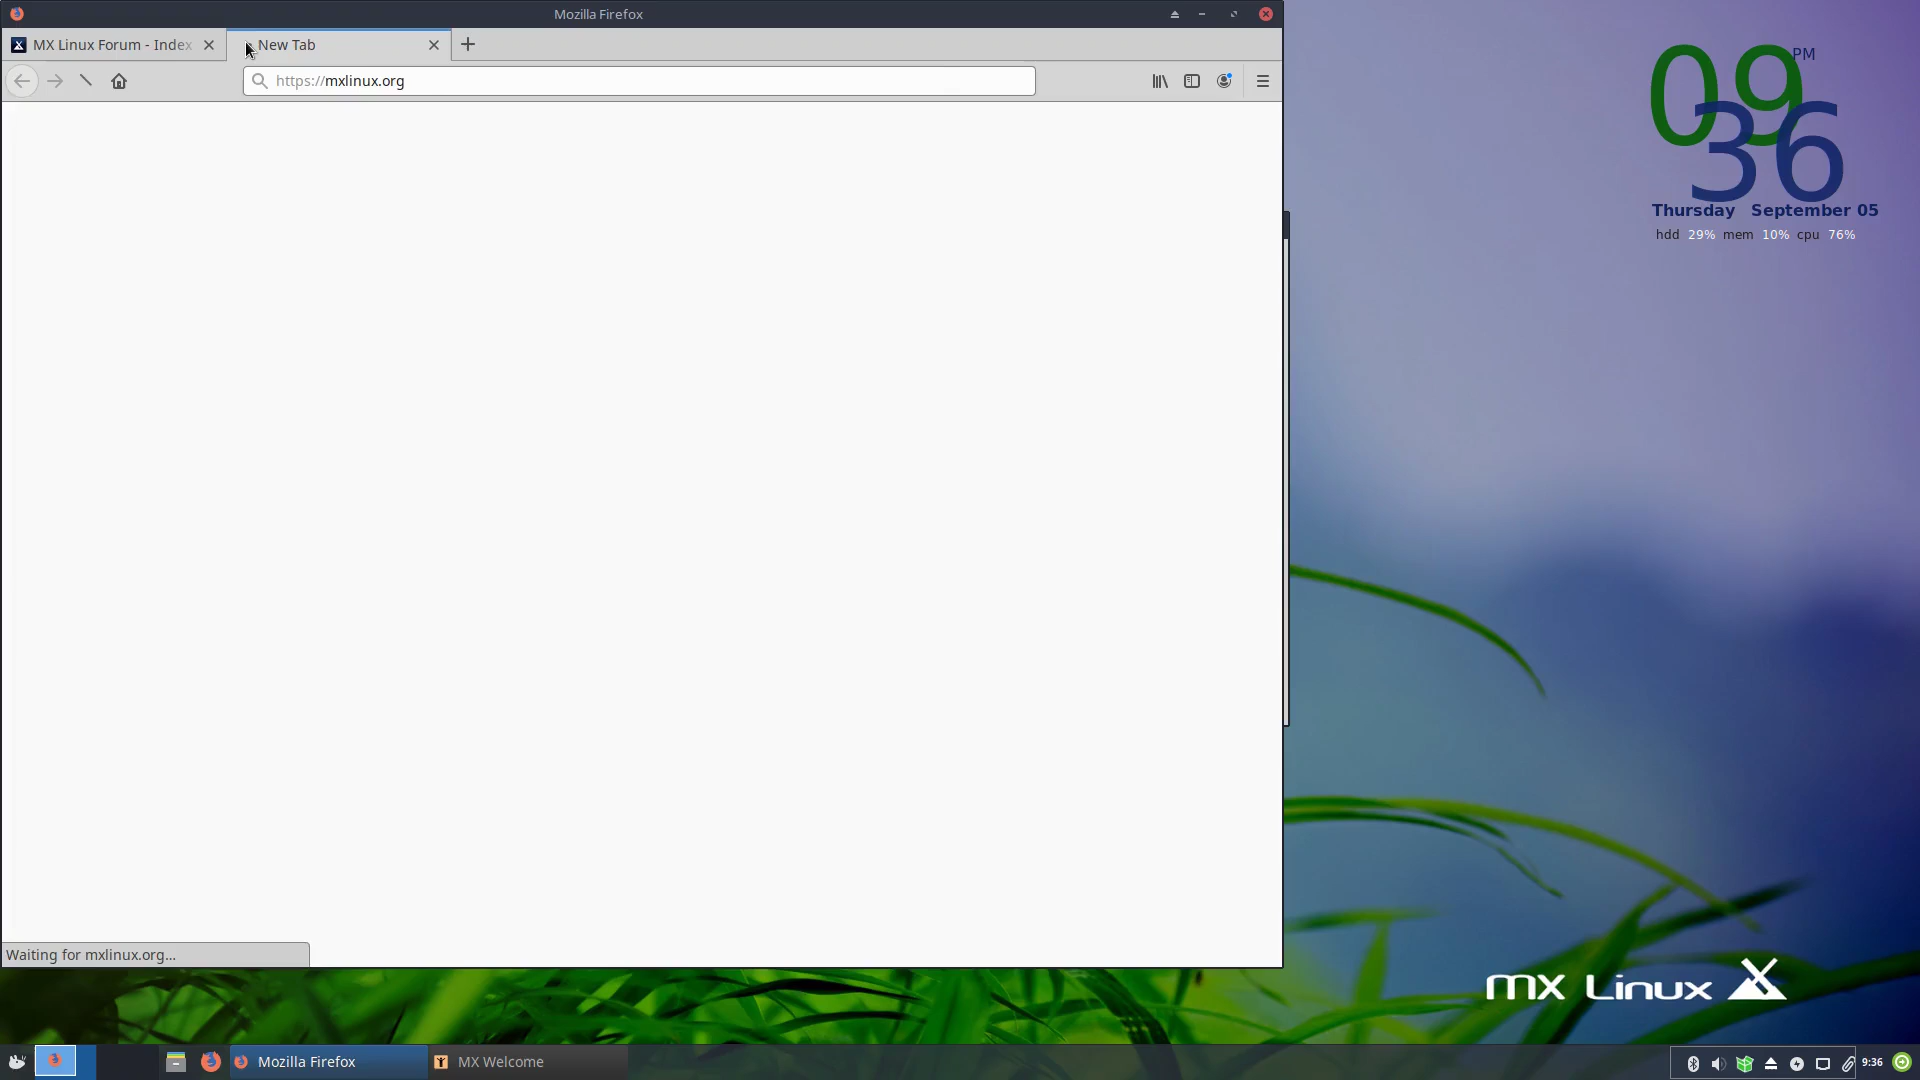 Mozilla Firefox
MX Linux Forum - Index
New Tab
https://mxlinux.org
09 PM
36
Thursday September 05
hdd 29% mem 10% cpu 76%
Waiting for mxlinux.org...
mx Linux
Mozilla Firefox
MX Welcome
9:36